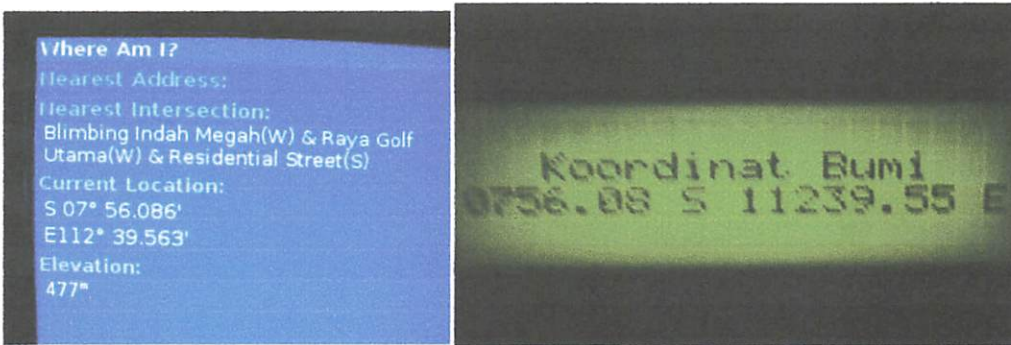 Where Am I?
Nearest Address:
Nearest Intersection:
Blimbing Indah Megah(W) & Raya Golf
Utama(W) & Residential Street(S)
Current Location:
S 07° 56.086'
E112° 39.563'
Elevation:
477m
Koordinat Bumi
0756.08 S 11239.55 E